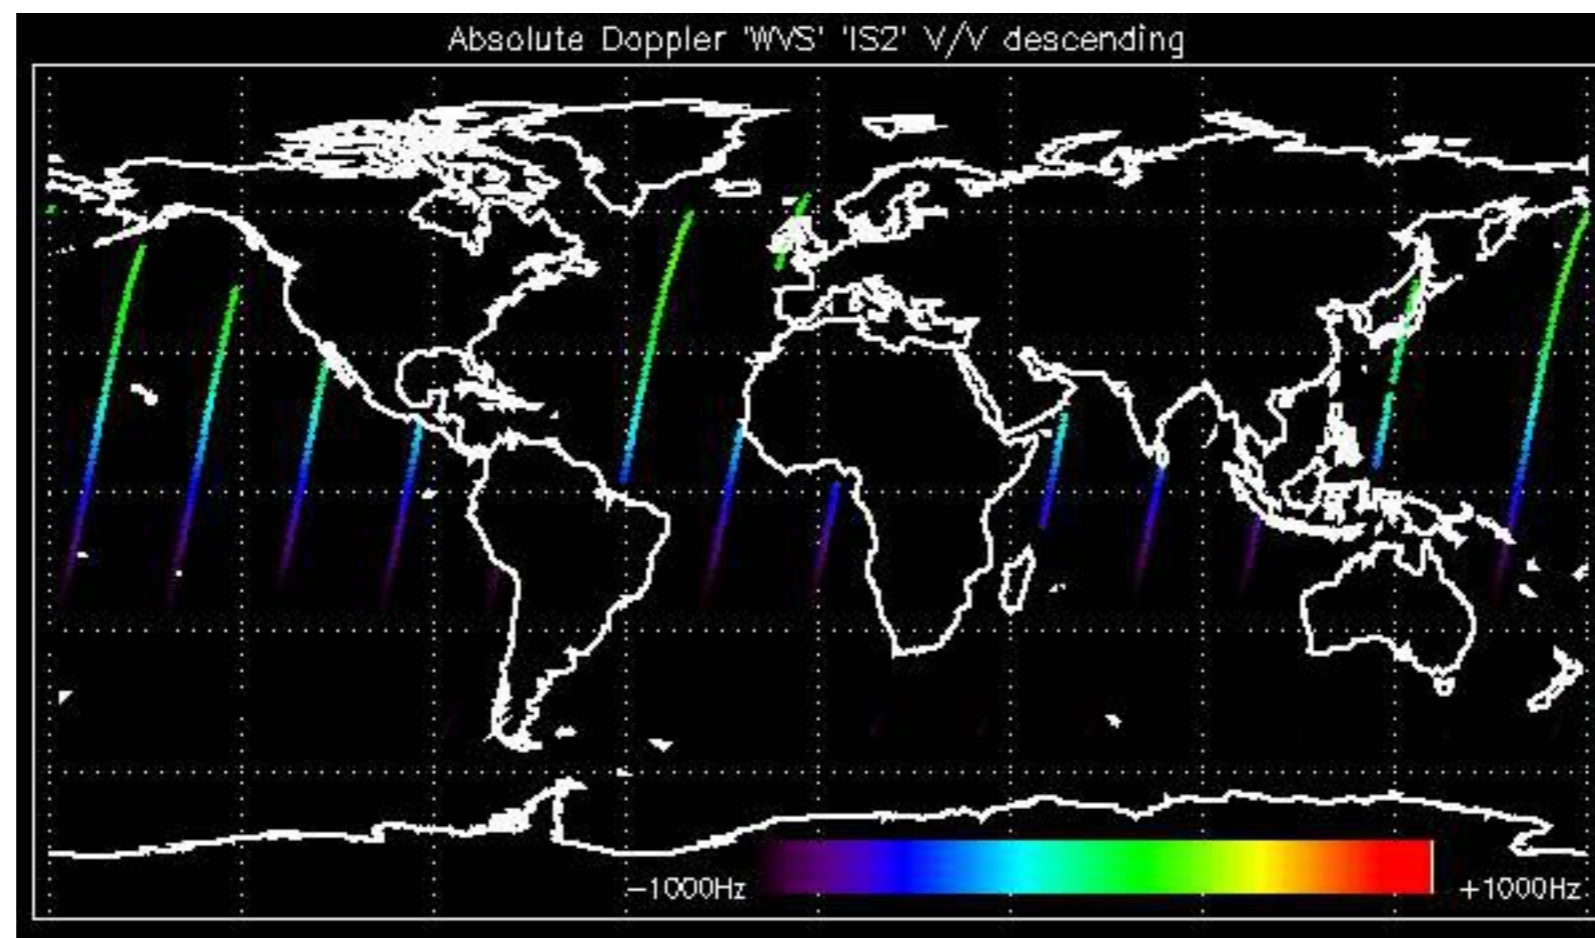 Absolute Doppler 'WVS' 'IS2' V/V descending
−1000Hz
+1000Hz